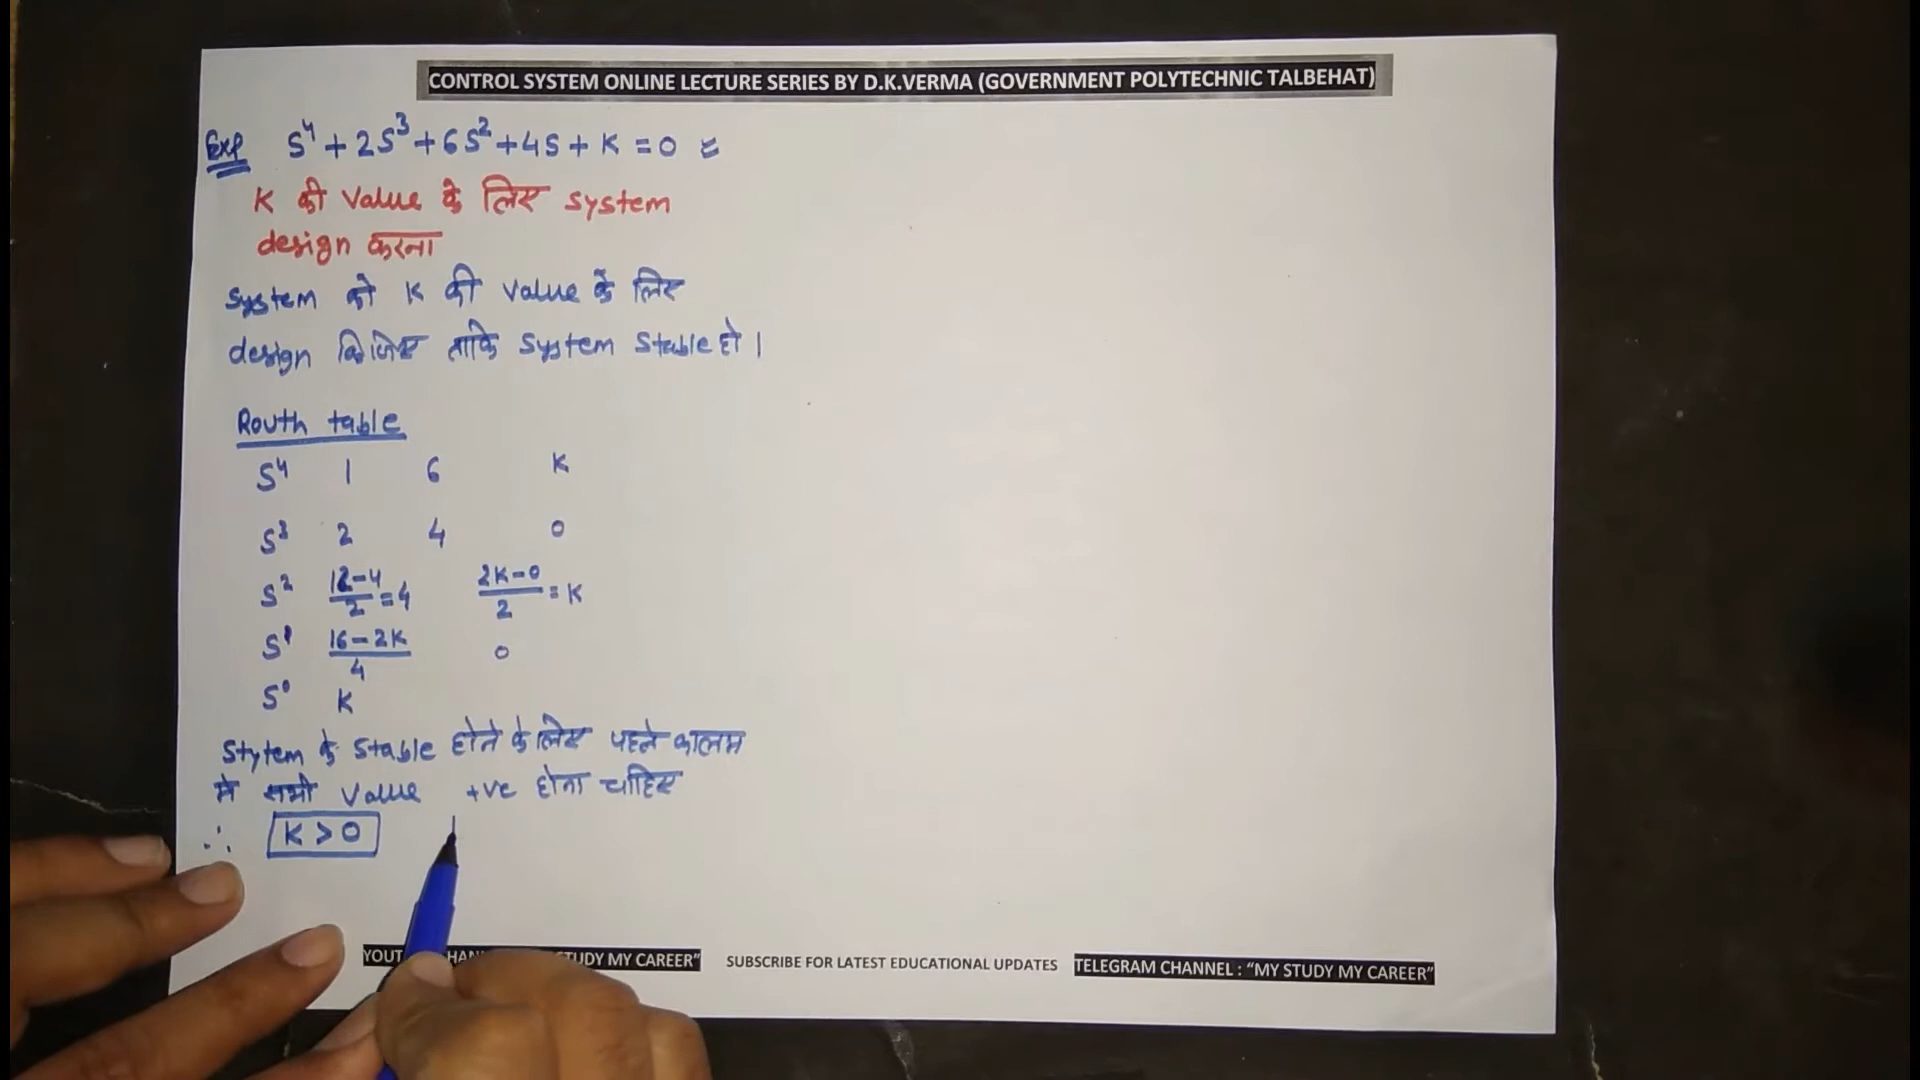 CONTROL SYSTEM ONLINE LECTURE SERIES BY D.K.VERMA (GOVERNMENT POLYTECHNIC TALBEHAT)
Exp S⁴+2S³+6S²+4S+K=0
K की Value के लिए system
design करना
System को K की Value के लिए
design किजिए ताकि System Stable हो।
Routh table
S⁴ 1 6 K
S³ 2 4 0
S² 12-4/2=4 2K-0/2=K
S¹ 16-2K/4 0
S⁰ K
Stytem के Stable होने के लिए पहले कालम
मे सभी Value +ve होना चाहिए
∴ K>0
STUDY MY CAREER” SUBSCRIBE FOR LATEST EDUCATIONAL UPDATES TELEGRAM CHANNEL : “MY STUDY MY CAREER”